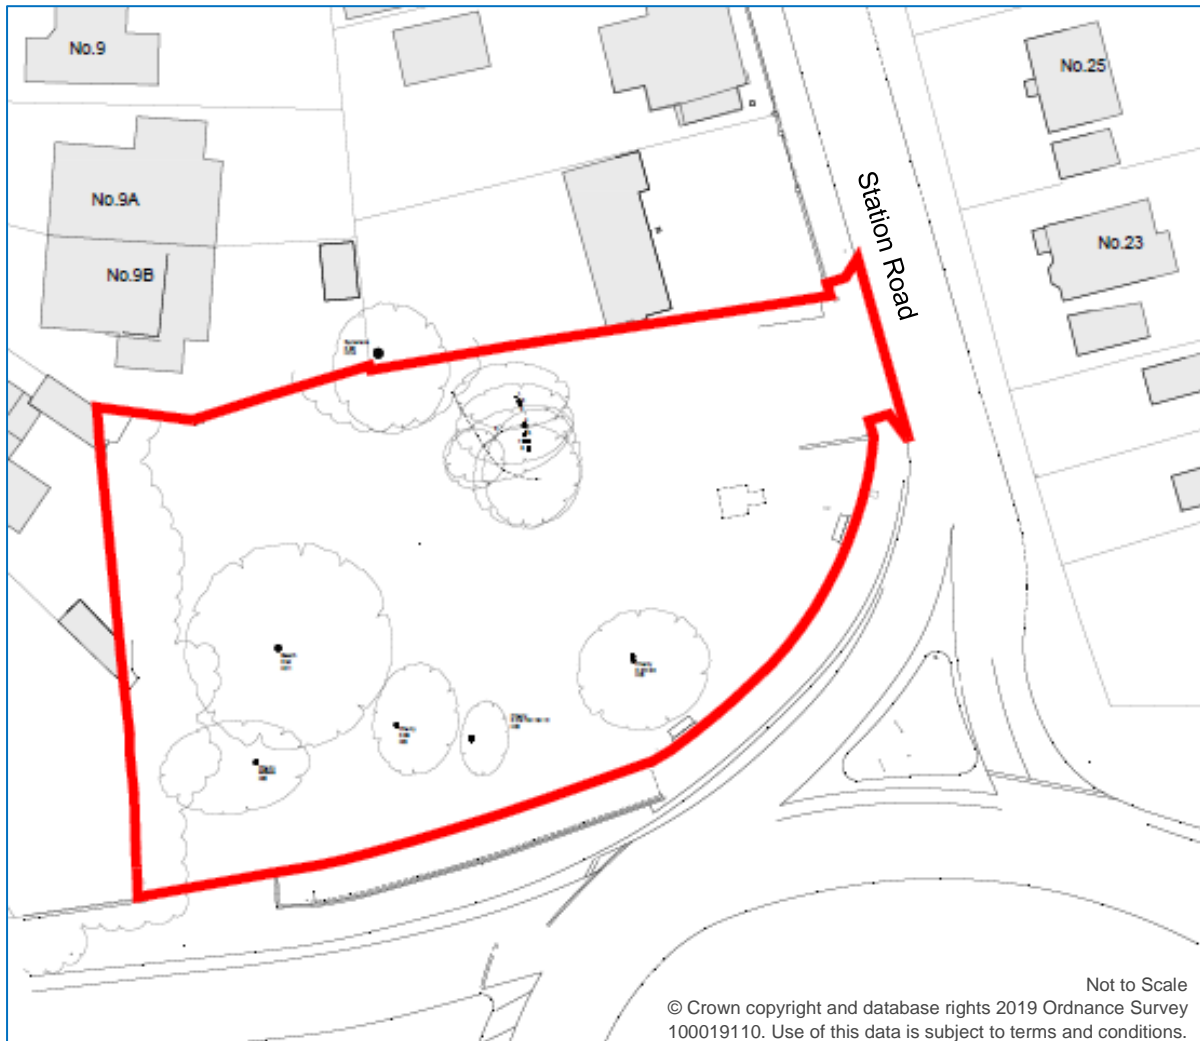 No.9
No.25
No.9A
Station Road
No.23
No.9B
Not to Scale
© Crown copyright and database rights 2019 Ordnance Survey
100019110. Use of this data is subject to terms and conditions.